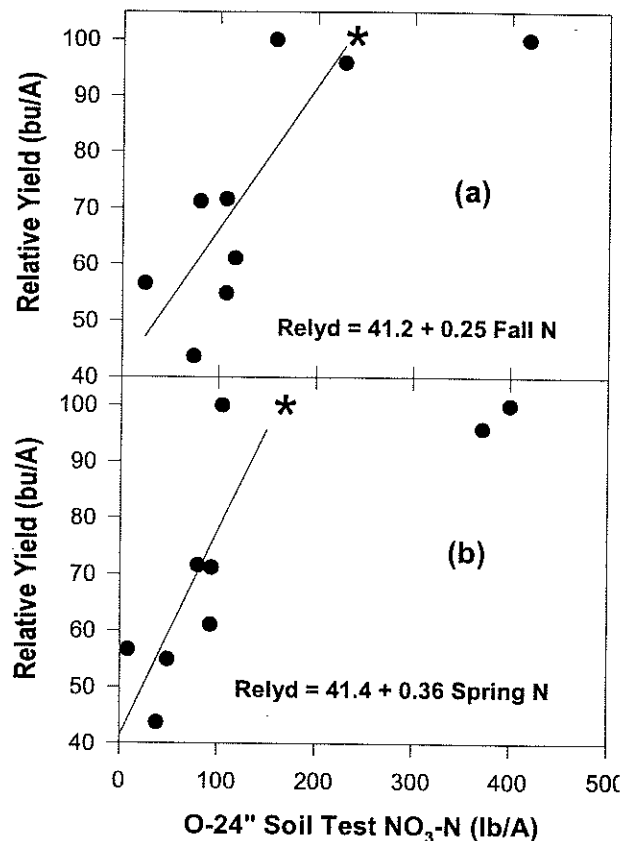 100
90
80
70
60
50
40
Relative Yield (bu/A)
*
(a)
Relyd = 41.2 + 0.25 Fall N
100
90
80
70
60
50
40
Relative Yield (bu/A)
*
(b)
Relyd = 41.4 + 0.36 Spring N
0 100 200 300 400 500
O-24" Soil Test NO₃-N (lb/A)